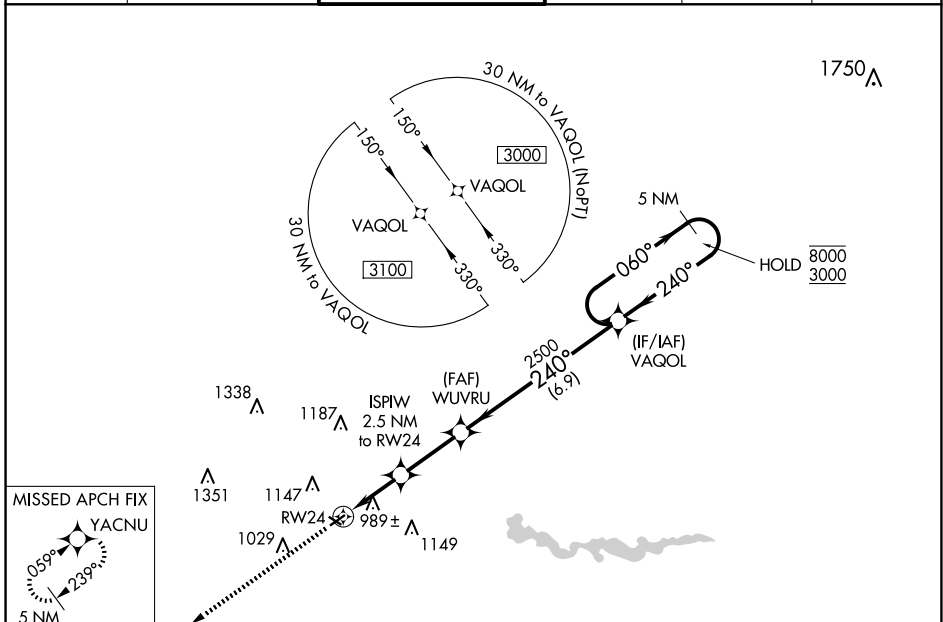 1750
30 NM to VAQOL (NoPT)
150°
3000
VAQOL
330°
150°
VAQOL
3100
330°
30 NM to VAQOL
5 NM
060°
240°
HOLD
8000
3000
(IF/IAF)
VAQOL
2500
240°
(6.9)
(FAF)
WUVRU
ISPIW
2.5 NM
to RW24
1338
1187
1351
1147
RW24
989±
1029
1149
MISSED APCH FIX
YACNU
059°
239°
5 NM